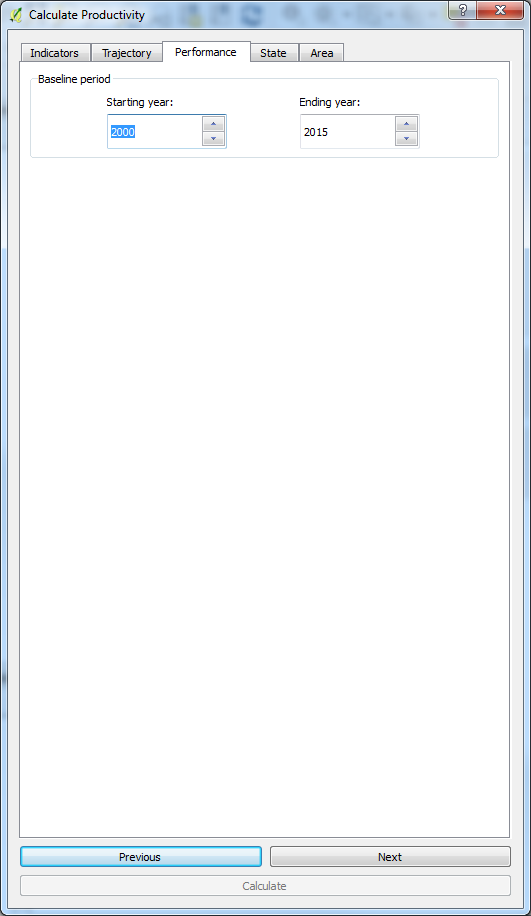 Calculate Productivity
?
Indicators Trajectory Performance State Area
Baseline period
Starting year: Ending year:
2000 2015
Previous Next
Calculate